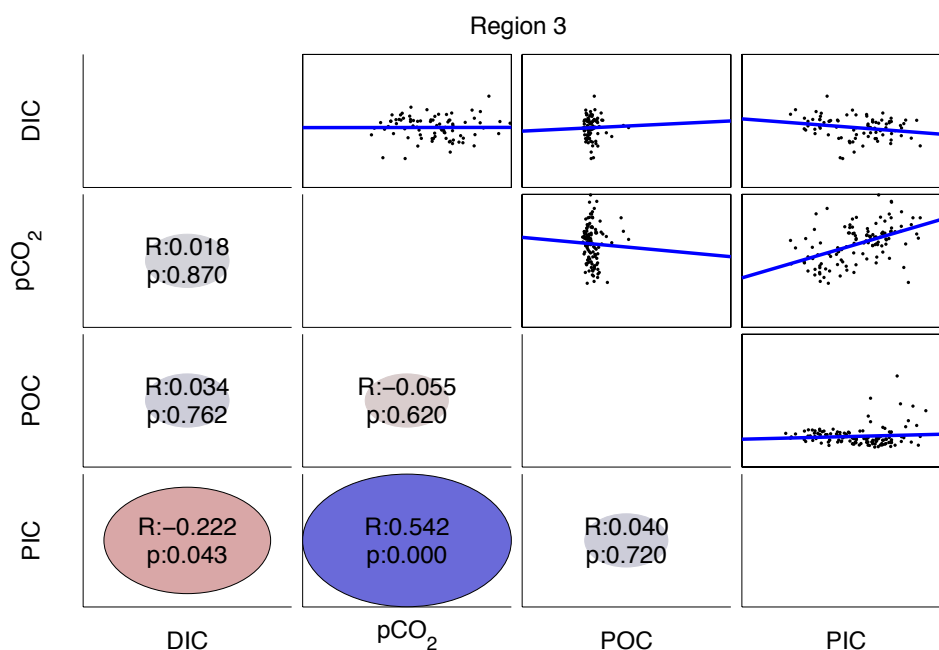 Region 3
DIC
pCO₂
R:0.018
p:0.870
POC
R:0.034
p:0.762
R:−0.055
p:0.620
PIC
R:−0.222
p:0.043
R:0.542
p:0.000
R:0.040
p:0.720
DIC
pCO₂
POC
PIC